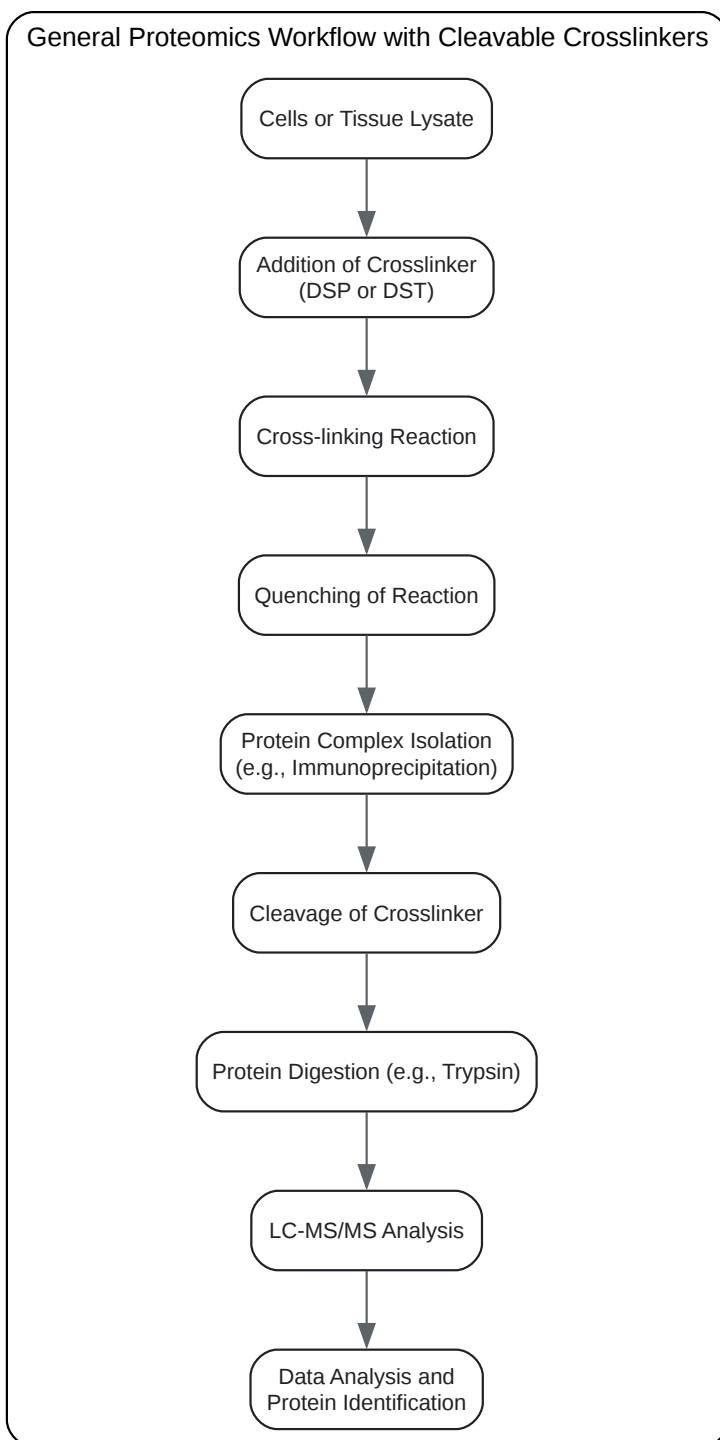 General Proteomics Workflow with Cleavable Crosslinkers
Cells or Tissue Lysate
Addition of Crosslinker
(DSP or DST)
Cross-linking Reaction
Quenching of Reaction
Protein Complex Isolation
(e.g., Immunoprecipitation)
Cleavage of Crosslinker
Protein Digestion (e.g., Trypsin)
LC-MS/MS Analysis
Data Analysis and
Protein Identification